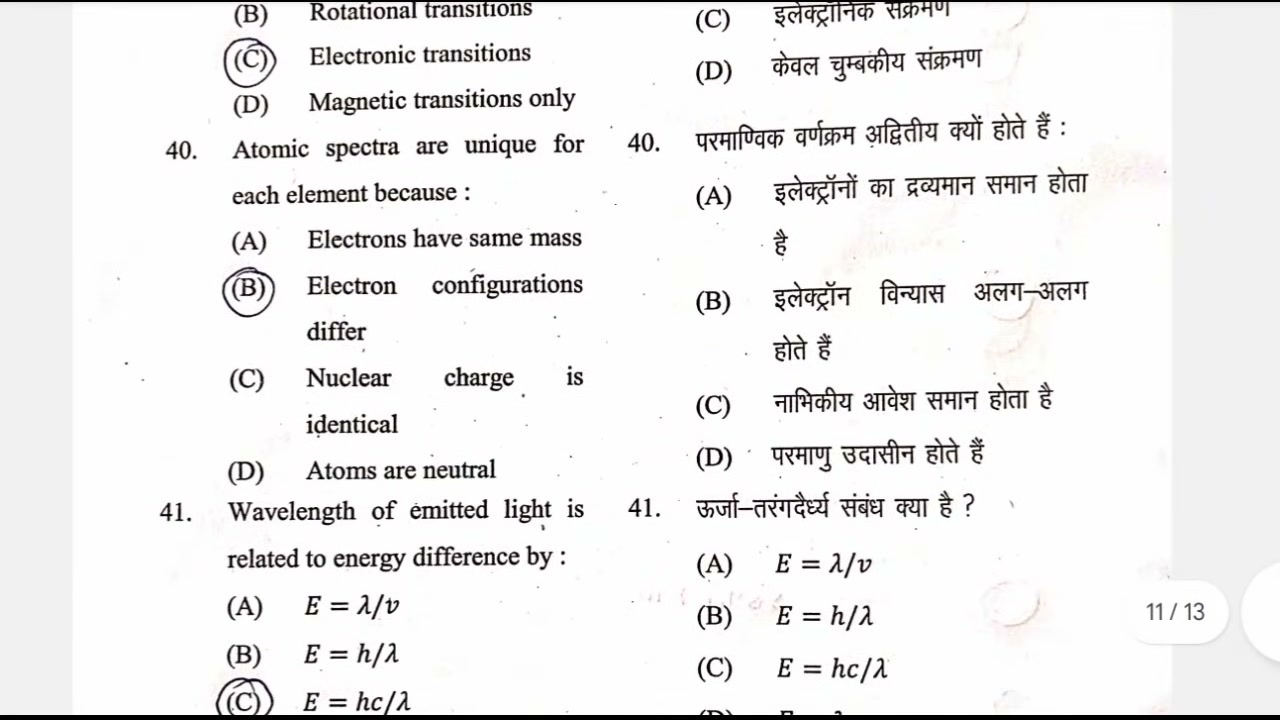 (B) Rotational transitions
(C) Electronic transitions
(D) Magnetic transitions only
40. Atomic spectra are unique for
each element because :
(A) Electrons have same mass
(B) Electron configurations
differ
(C) Nuclear charge is
identical
(D) Atoms are neutral
41. Wavelength of emitted light is
related to energy difference by :
(A) E = λ/v
(B) E = h/λ
(C) E = hc/λ
(C) इलेक्ट्रॉनिक संक्रमण
(D) केवल चुम्बकीय संक्रमण
40. परमाण्विक वर्णक्रम अद्वितीय क्यों होते हैं :
(A) इलेक्ट्रॉनों का द्रव्यमान समान होता
है
(B) इलेक्ट्रॉन विन्यास अलग–अलग
होते हैं
(C) नाभिकीय आवेश समान होता है
(D) परमाणु उदासीन होते हैं
41. ऊर्जा–तरंगदैर्ध्य संबंध क्या है ?
(A) E = λ/v
(B) E = h/λ
(C) E = hc/λ
11 / 13